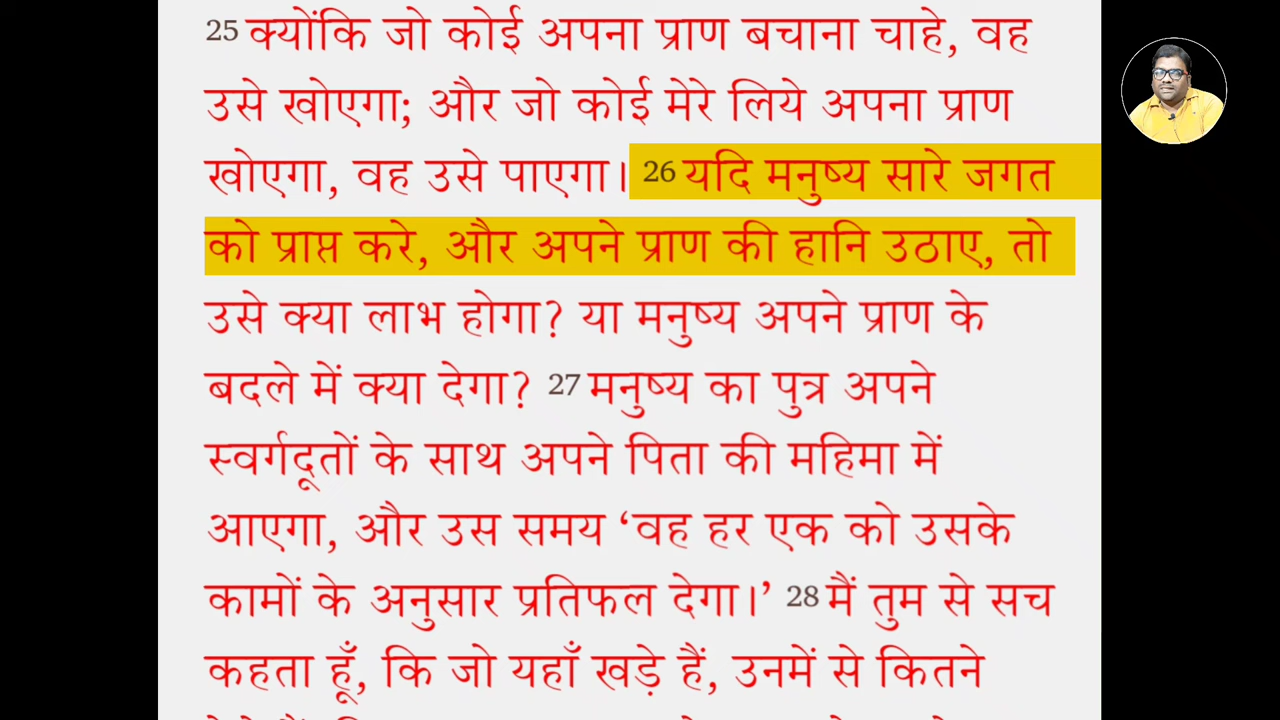 25 क्योंकि जो कोई अपना प्राण बचाना चाहे, वह
उसे खोएगा; और जो कोई मेरे लिये अपना प्राण
खोएगा, वह उसे पाएगा। 26 यदि मनुष्य सारे जगत
को प्राप्त करे, और अपने प्राण की हानि उठाए, तो
उसे क्या लाभ होगा? या मनुष्य अपने प्राण के
बदले में क्या देगा? 27 मनुष्य का पुत्र अपने
स्वर्गदूतों के साथ अपने पिता की महिमा में
आएगा, और उस समय ‘वह हर एक को उसके
कामों के अनुसार प्रतिफल देगा।’ 28 मैं तुम से सच
कहता हूँ, कि जो यहाँ खड़े हैं, उनमें से कितने